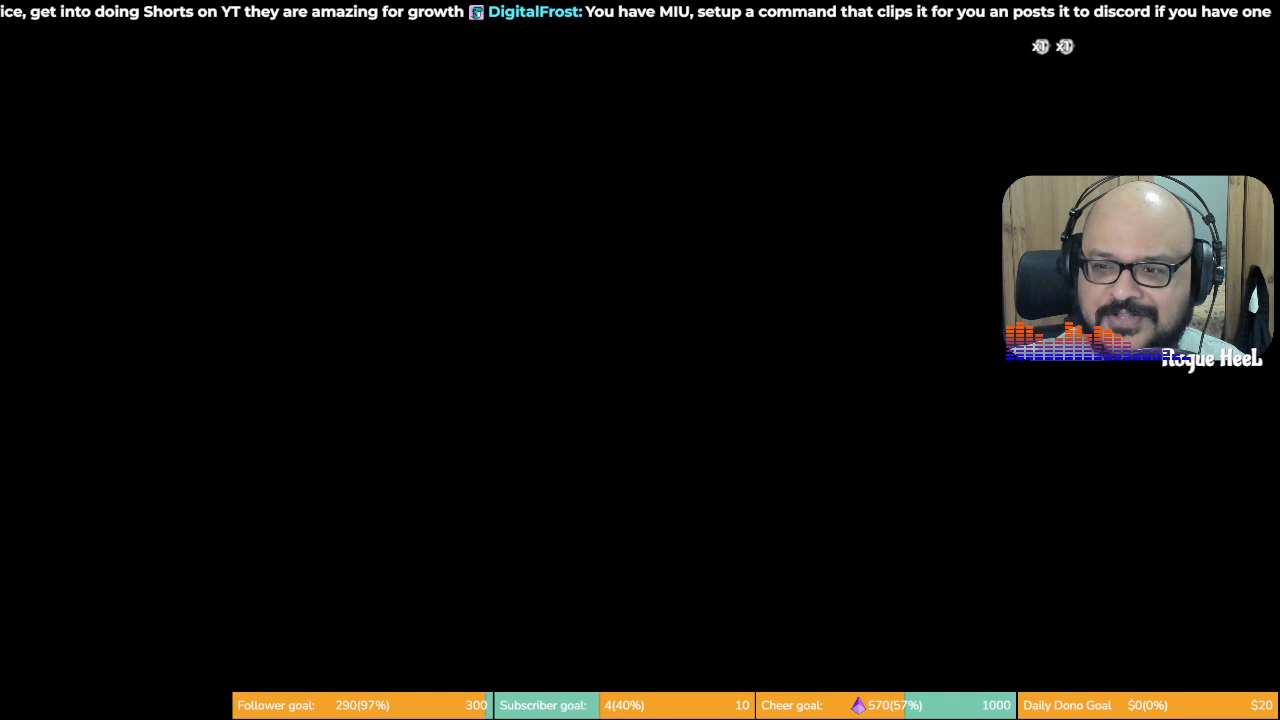 ice, get into doing Shorts on YT they are amazing for growth DigitalFrost: You have MIU, setup a command that clips it for you an posts it to discord if you have one
x1 x1
Rogue Heel
Follower goal: 290(97%) 300 Subscriber goal: 4(40%) 10 Cheer goal: 570(57%) 1000 Daily Dono Goal $0(0%) $20